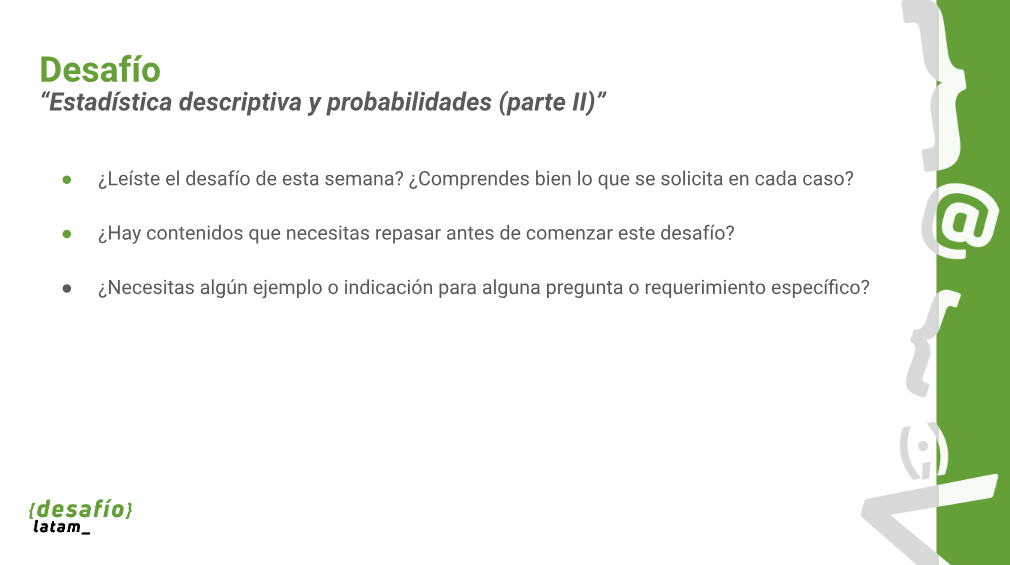 Desafío
“Estadística descriptiva y probabilidades (parte II)”
● ¿Leíste el desafío de esta semana? ¿Comprendes bien lo que se solicita en cada caso?
● ¿Hay contenidos que necesitas repasar antes de comenzar este desafío?
● ¿Necesitas algún ejemplo o indicación para alguna pregunta o requerimiento específico?
{desafío}
latam_